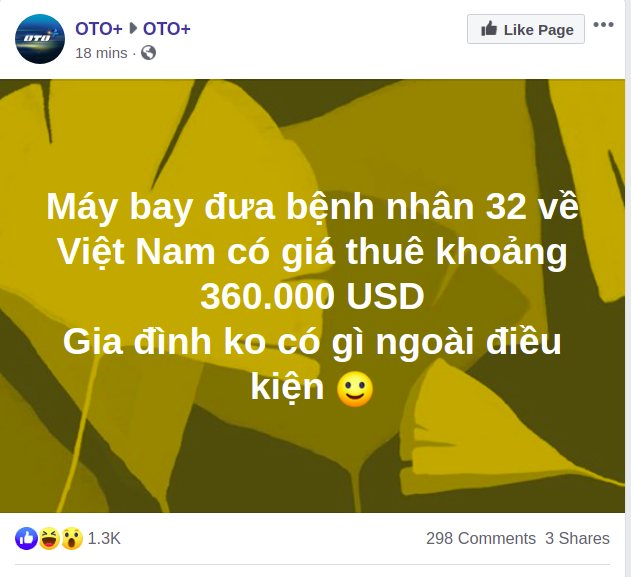 OTO+ ▶ OTO+
18 mins ·
Like Page
OTO
Máy bay đưa bệnh nhân 32 về
Việt Nam có giá thuê khoảng
360.000 USD
Gia đình ko có gì ngoài điều
kiện 🙂
1.3K
298 Comments 3 Shares